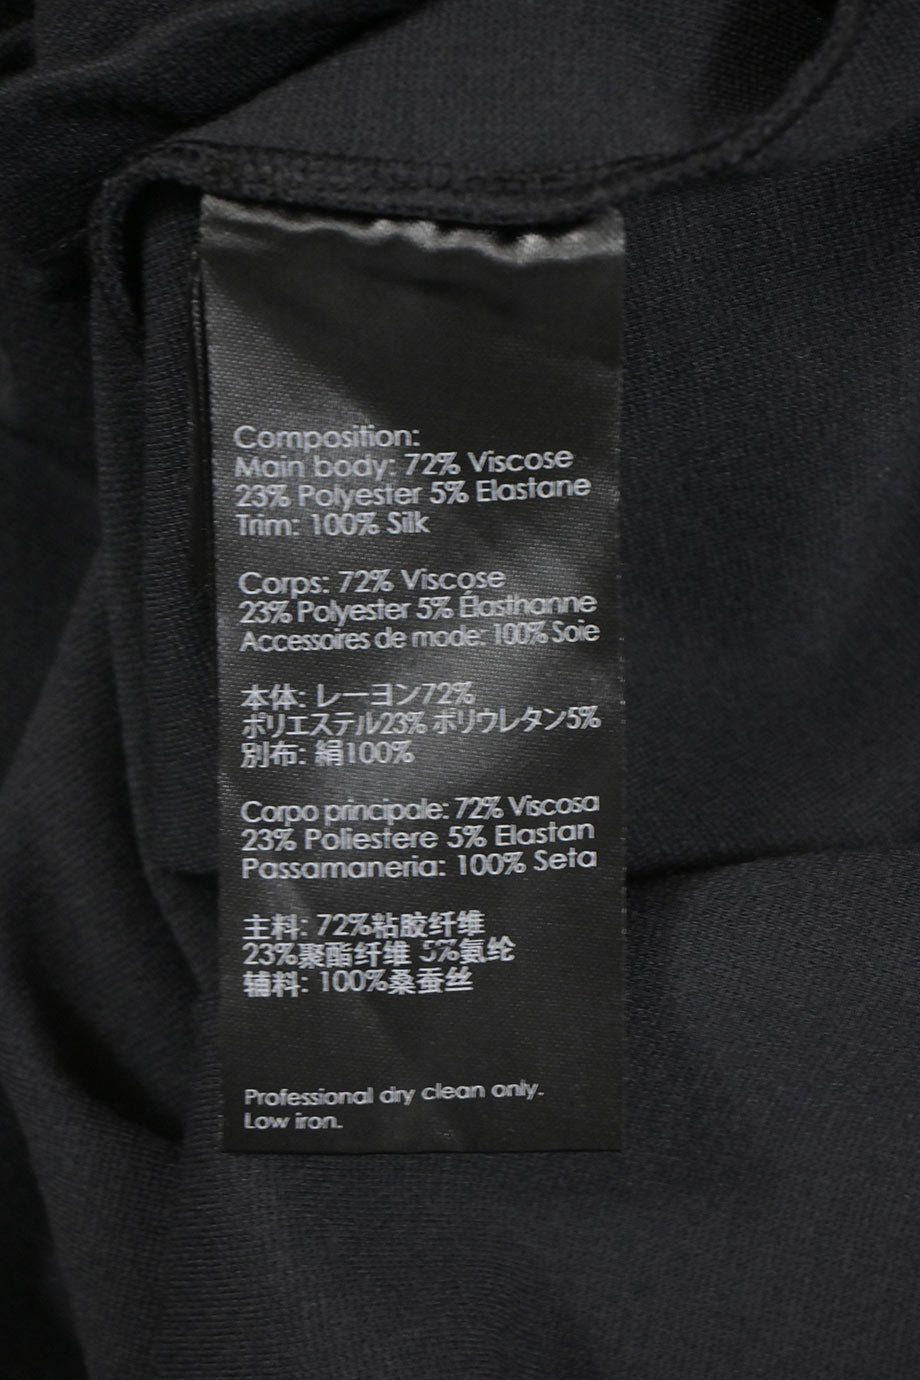 Composition:
Main body: 72% Viscose
23% Polyester 5% Elastane
Trim: 100% Silk
Corps: 72% Viscose
23% Polyester 5% Élasthanne
Accessoires de mode: 100% Soie
本体: レーヨン72%
ポリエステル23% ポリウレタン5%
別布: 絹100%
Corpo principale: 72% Viscosa
23% Poliestere 5% Elastan
Passamaneria: 100% Seta
主料: 72%粘胶纤维
23%聚酯纤维 5%氨纶
辅料: 100%桑蚕丝
Professional dry clean only.
Low iron.